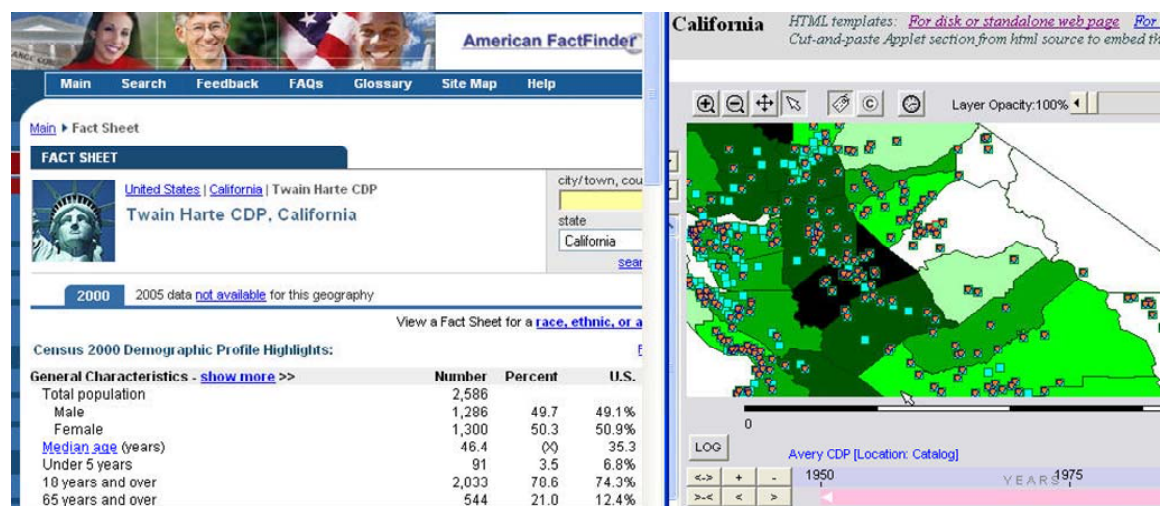 American FactFinder
Main Search Feedback FAQs Glossary Site Map Help
Main ▸ Fact Sheet
FACT SHEET
United States | California | Twain Harte CDP
Twain Harte CDP, California
city/town, cou
state
California
sear
2000 2005 data not available for this geography
View a Fact Sheet for a race, ethnic, or a
Census 2000 Demographic Profile Highlights:
General Characteristics - show more >> Number Percent U.S.
Total population 2,586
Male 1,286 49.7 49.1%
Female 1,300 50.3 50.9%
Median age (years) 46.4 (X) 35.3
Under 5 years 91 3.5 6.8%
18 years and over 2,033 78.6 74.3%
65 years and over 544 21.0 12.4%
California HTML templates: For disk or standalone web page For
Cut-and-paste Applet section from html source to embed th
Layer Opacity:100%
0
LOG
Avery CDP [Location: Catalog]
<-> + - 1950 YEARS 1975
>-< < >